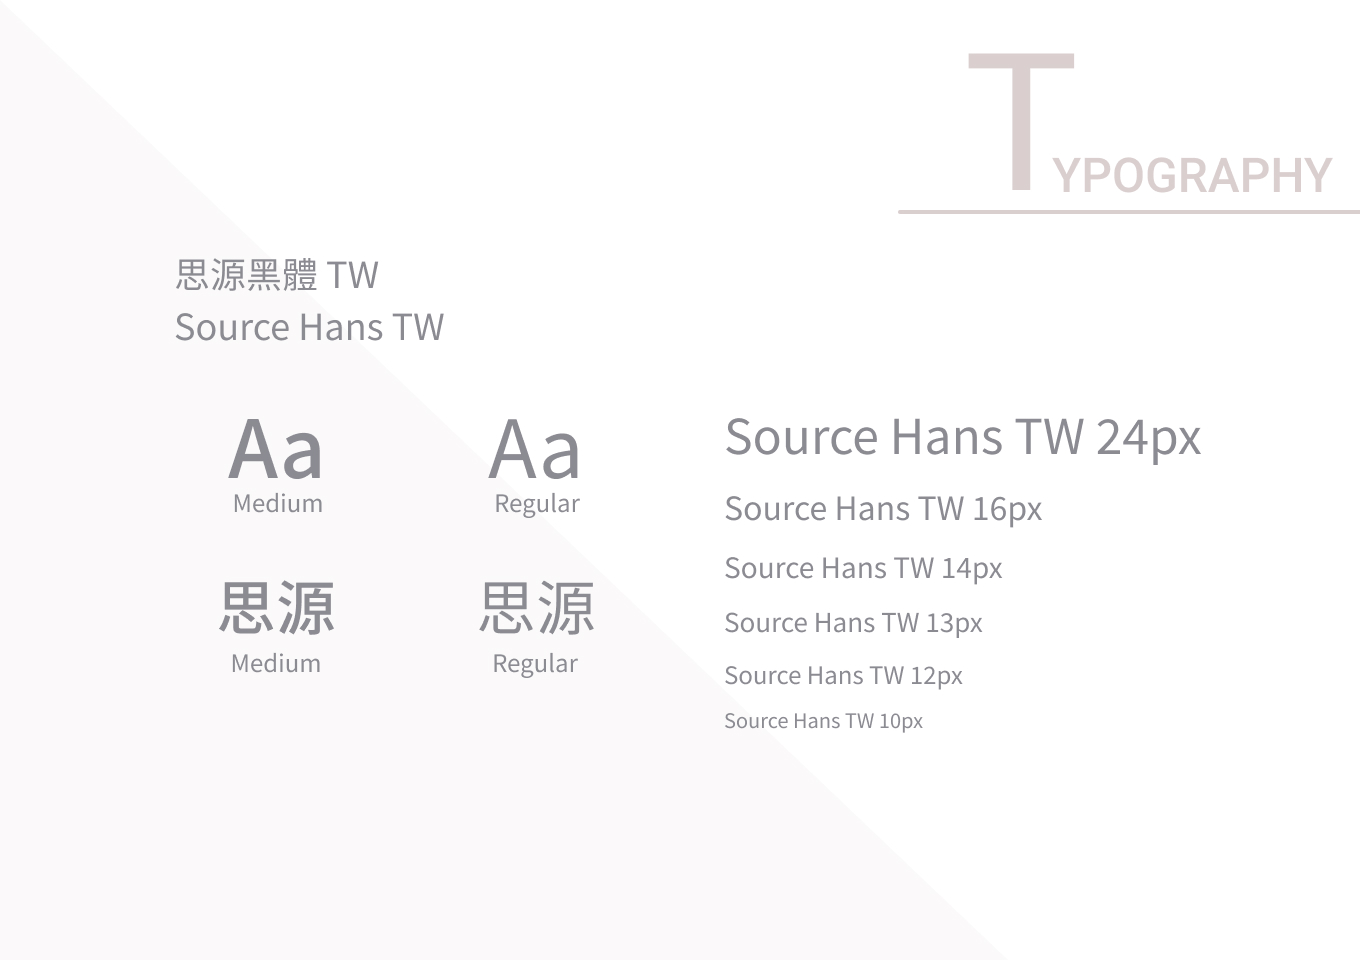 TYPOGRAPHY
思源黑體 TW
Source Hans TW
Aa
Medium
Aa
Regular
思源
Medium
思源
Regular
Source Hans TW 24px
Source Hans TW 16px
Source Hans TW 14px
Source Hans TW 13px
Source Hans TW 12px
Source Hans TW 10px